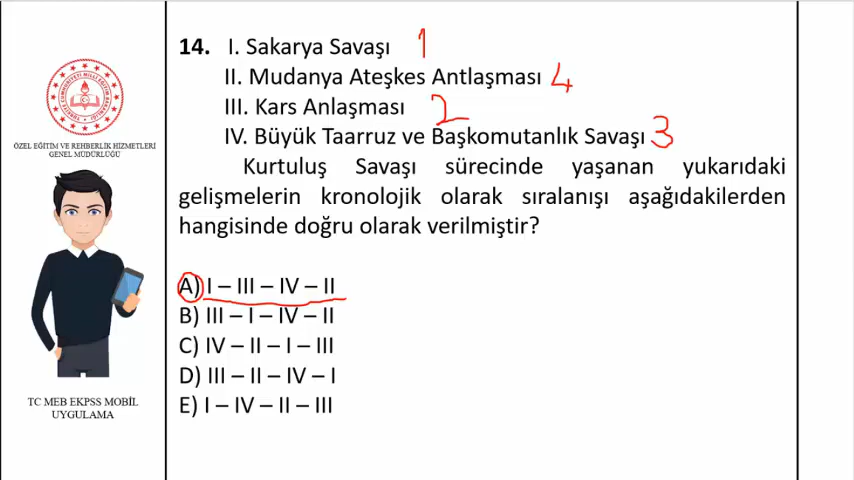 14. I. Sakarya Savaşı 1
II. Mudanya Ateşkes Antlaşması 4
III. Kars Anlaşması 2
IV. Büyük Taarruz ve Başkomutanlık Savaşı 3
Kurtuluş Savaşı sürecinde yaşanan yukarıdaki
gelişmelerin kronolojik olarak sıralanışı aşağıdakilerden
hangisinde doğru olarak verilmiştir?
A) I – III – IV – II
B) III – I – IV – II
C) IV – II – I – III
D) III – II – IV – I
E) I – IV – II – III
ÖZEL EĞİTİM VE REHBERLİK HİZMETLERİ
GENEL MÜDÜRLÜĞÜ
TC MEB EKPSS MOBİL
UYGULAMA